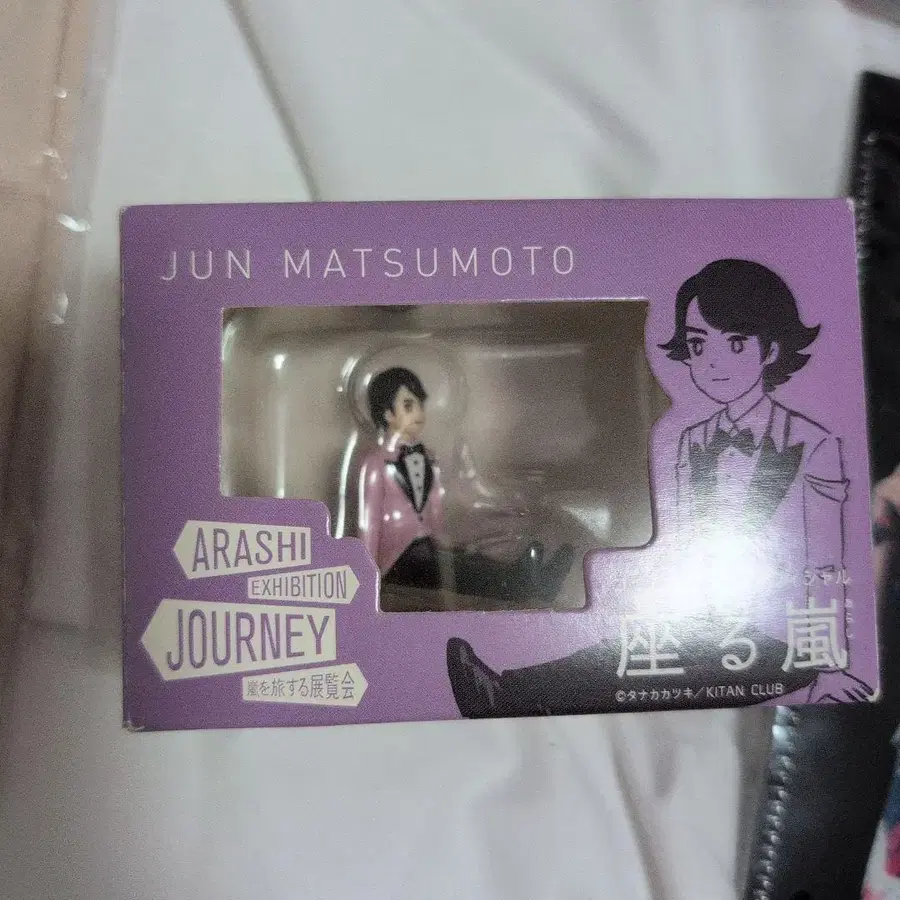 JUN MATSUMOTO
ARASHI
EXHIBITION
JOURNEY
嵐を旅する展覧会
座る嵐
©タナカカツキ/KITAN CLUB